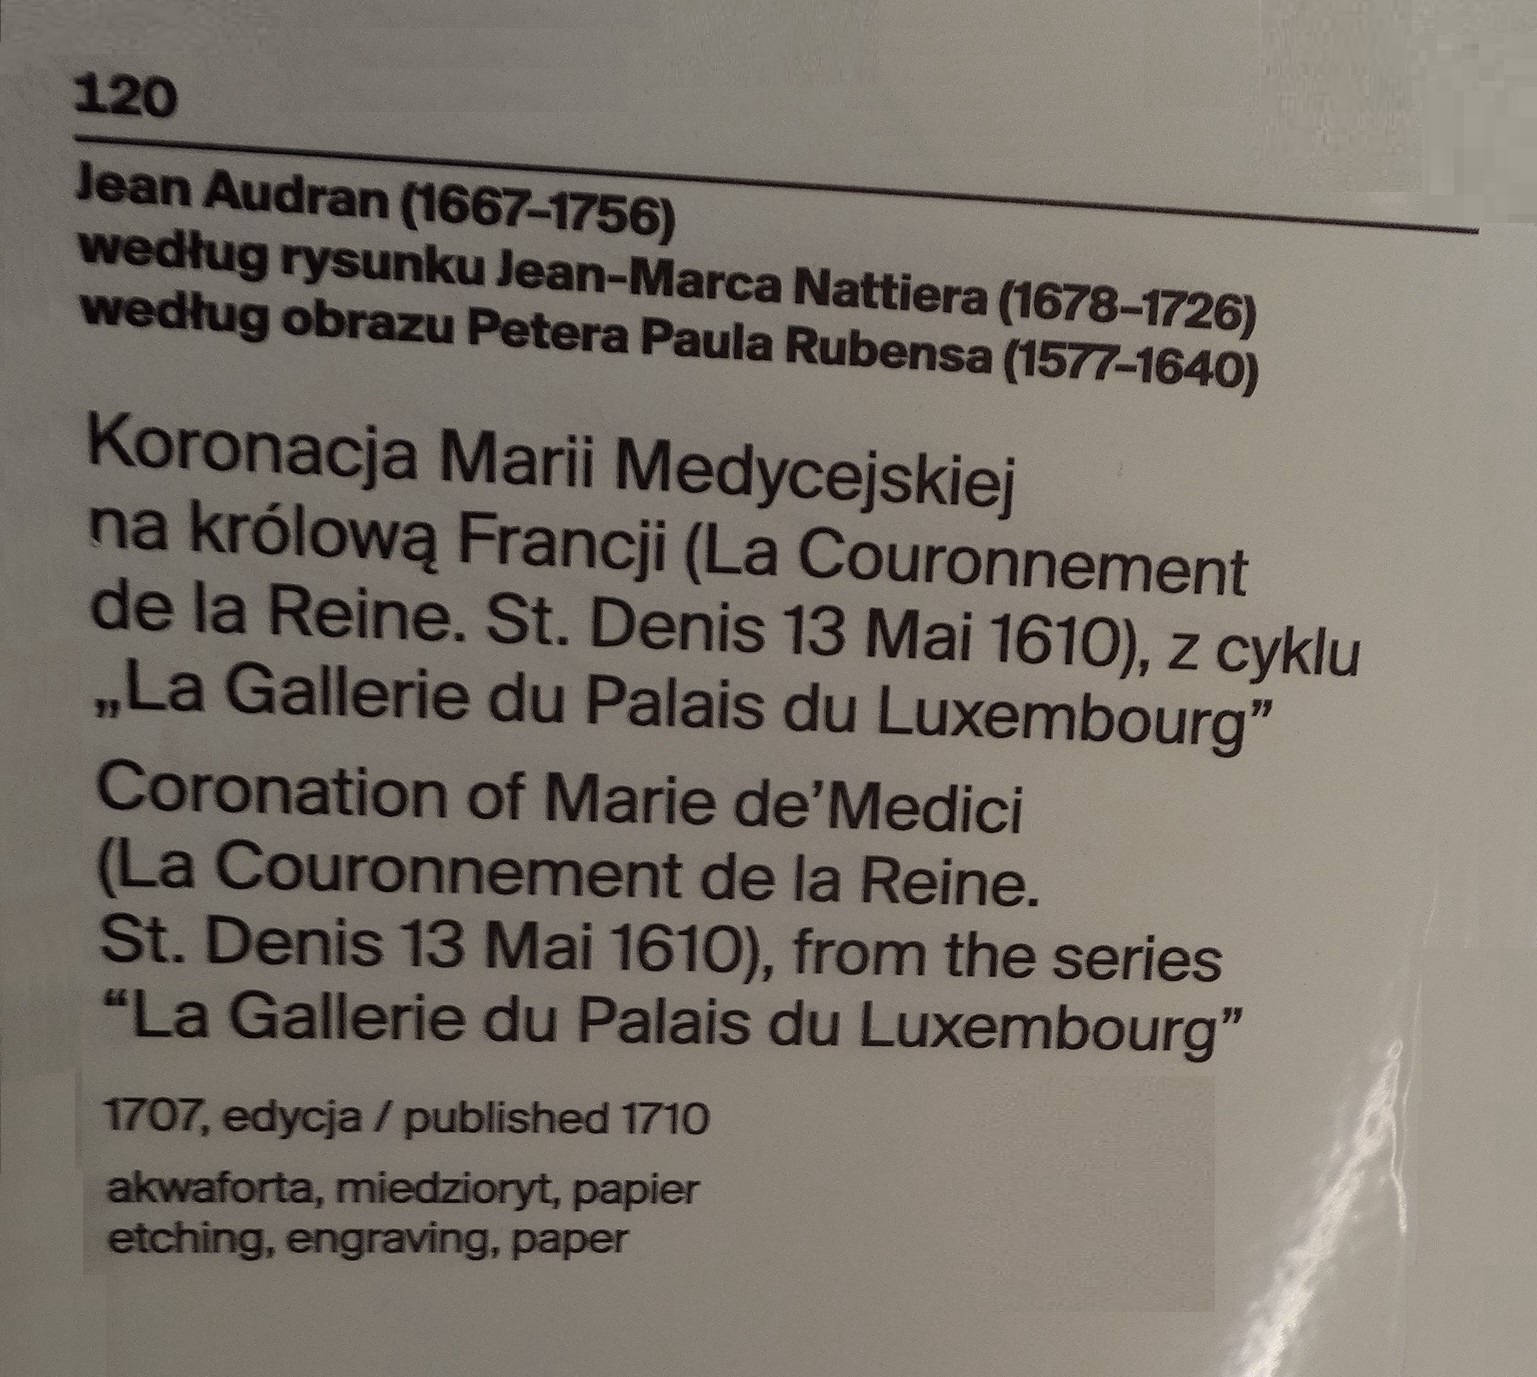 120
Jean Audran (1667–1756)
według rysunku Jean-Marca Nattiera (1678–1726)
według obrazu Petera Paula Rubensa (1577–1640)
Koronacja Marii Medycejskiej
na królową Francji (La Couronnement
de la Reine. St. Denis 13 Mai 1610), z cyklu
„La Gallerie du Palais du Luxembourg”
Coronation of Marie de’Medici
(La Couronnement de la Reine.
St. Denis 13 Mai 1610), from the series
“La Gallerie du Palais du Luxembourg”
1707, edycja / published 1710
akwaforta, miedzioryt, papier
etching, engraving, paper